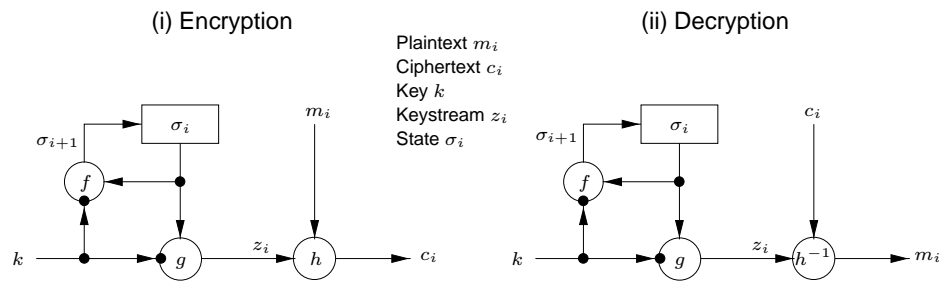 (i) Encryption
(ii) Decryption
Plaintext m_i
Ciphertext c_i
Key k
Keystream z_i
State σ_i
σ_i
m_i
σ_{i+1}
f
k
g
z_i
h
c_i
σ_i
c_i
σ_{i+1}
f
k
g
z_i
h^{-1}
m_i